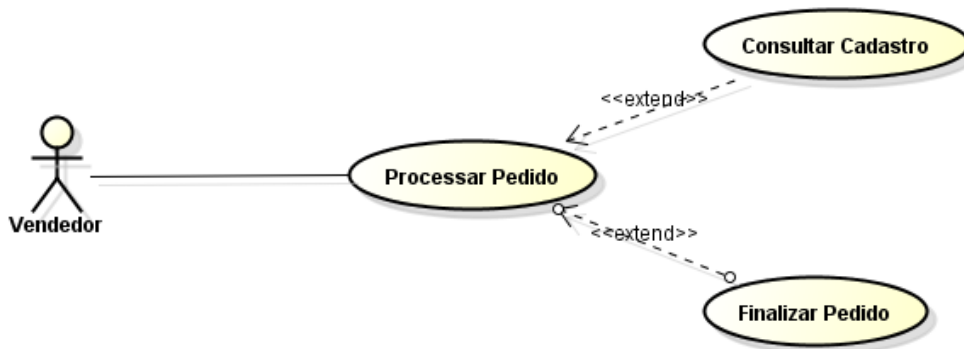 Consultar Cadastro
<<extend>>
Processar Pedido
Vendedor
<<extend>>
Finalizar Pedido